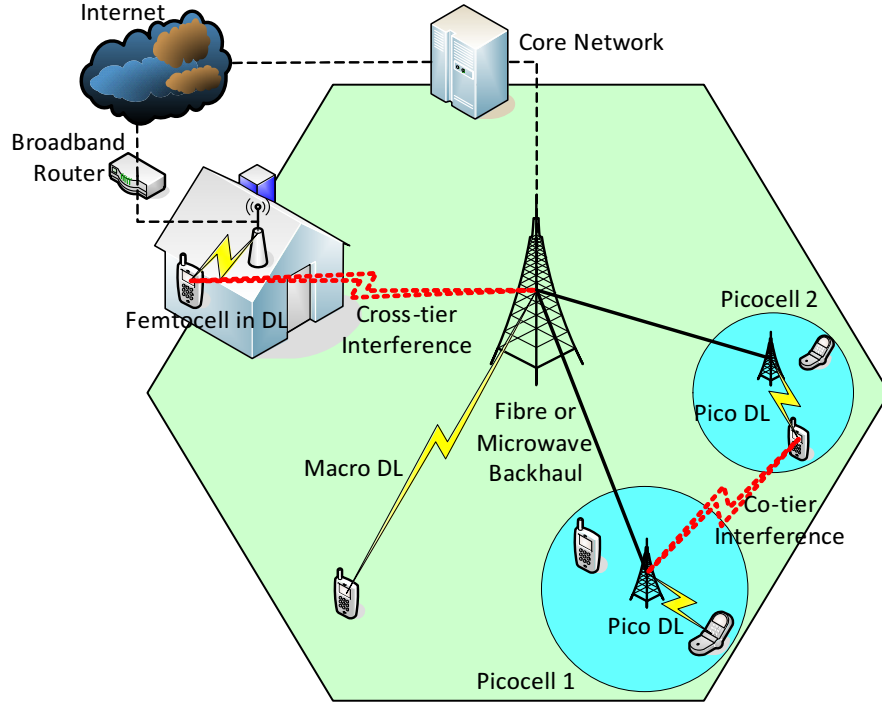 Internet
Core Network
Broadband
Router
Femtocell in DL
Cross-tier
Interference
Picocell 2
Pico DL
Fibre or
Microwave
Backhaul
Macro DL
Co-tier
Interference
Pico DL
Picocell 1